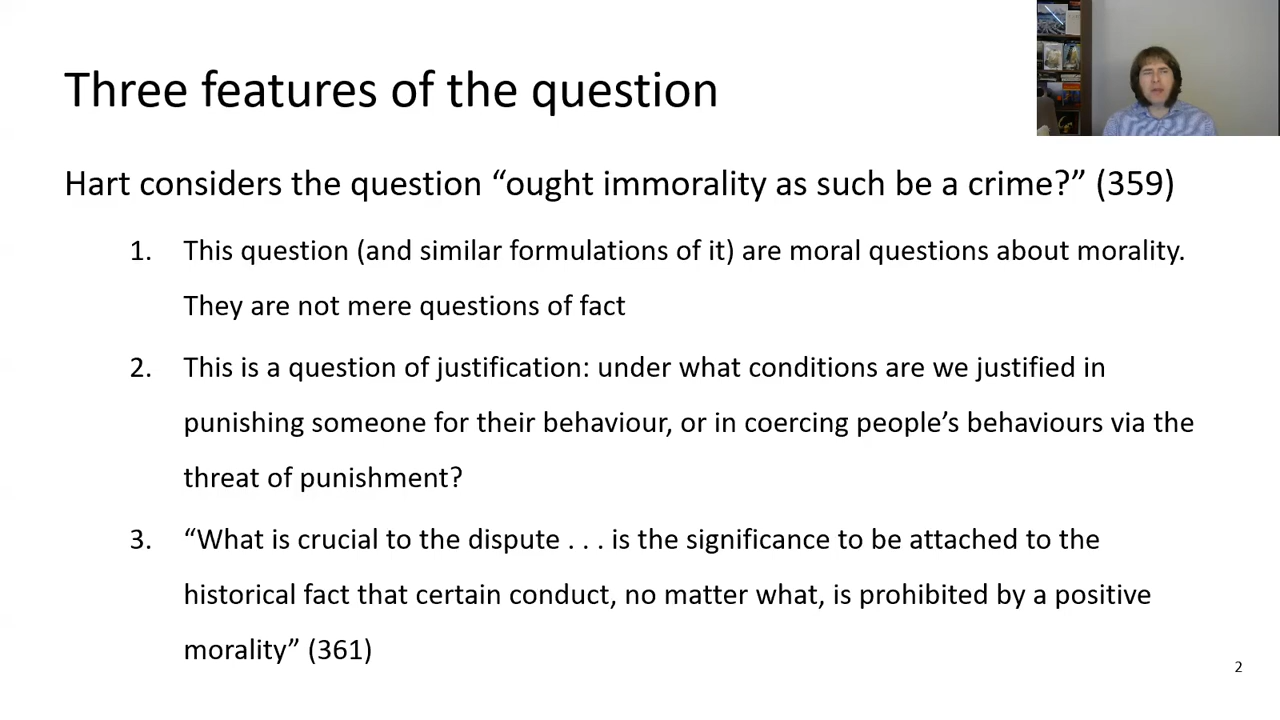 Three features of the question
Hart considers the question “ought immorality as such be a crime?” (359)
1. This question (and similar formulations of it) are moral questions about morality.
They are not mere questions of fact
2. This is a question of justification: under what conditions are we justified in
punishing someone for their behaviour, or in coercing people’s behaviours via the
threat of punishment?
3. “What is crucial to the dispute . . . is the significance to be attached to the
historical fact that certain conduct, no matter what, is prohibited by a positive
morality” (361)
2